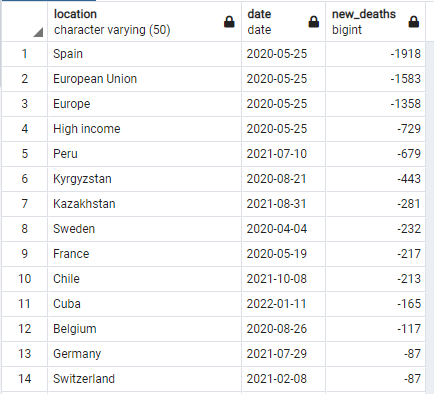 location date new_deaths
character varying (50) date bigint
1 Spain 2020-05-25 -1918
2 European Union 2020-05-25 -1583
3 Europe 2020-05-25 -1358
4 High income 2020-05-25 -729
5 Peru 2021-07-10 -679
6 Kyrgyzstan 2020-08-21 -443
7 Kazakhstan 2021-08-31 -281
8 Sweden 2020-04-04 -232
9 France 2020-05-19 -217
10 Chile 2021-10-08 -213
11 Cuba 2022-01-11 -165
12 Belgium 2020-08-26 -117
13 Germany 2021-07-29 -87
14 Switzerland 2021-02-08 -87